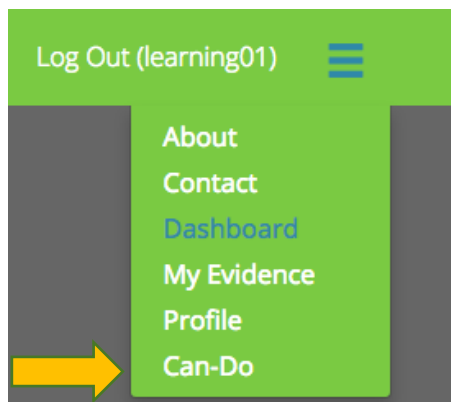 Log Out (learning01)
About
Contact
Dashboard
My Evidence
Profile
Can-Do